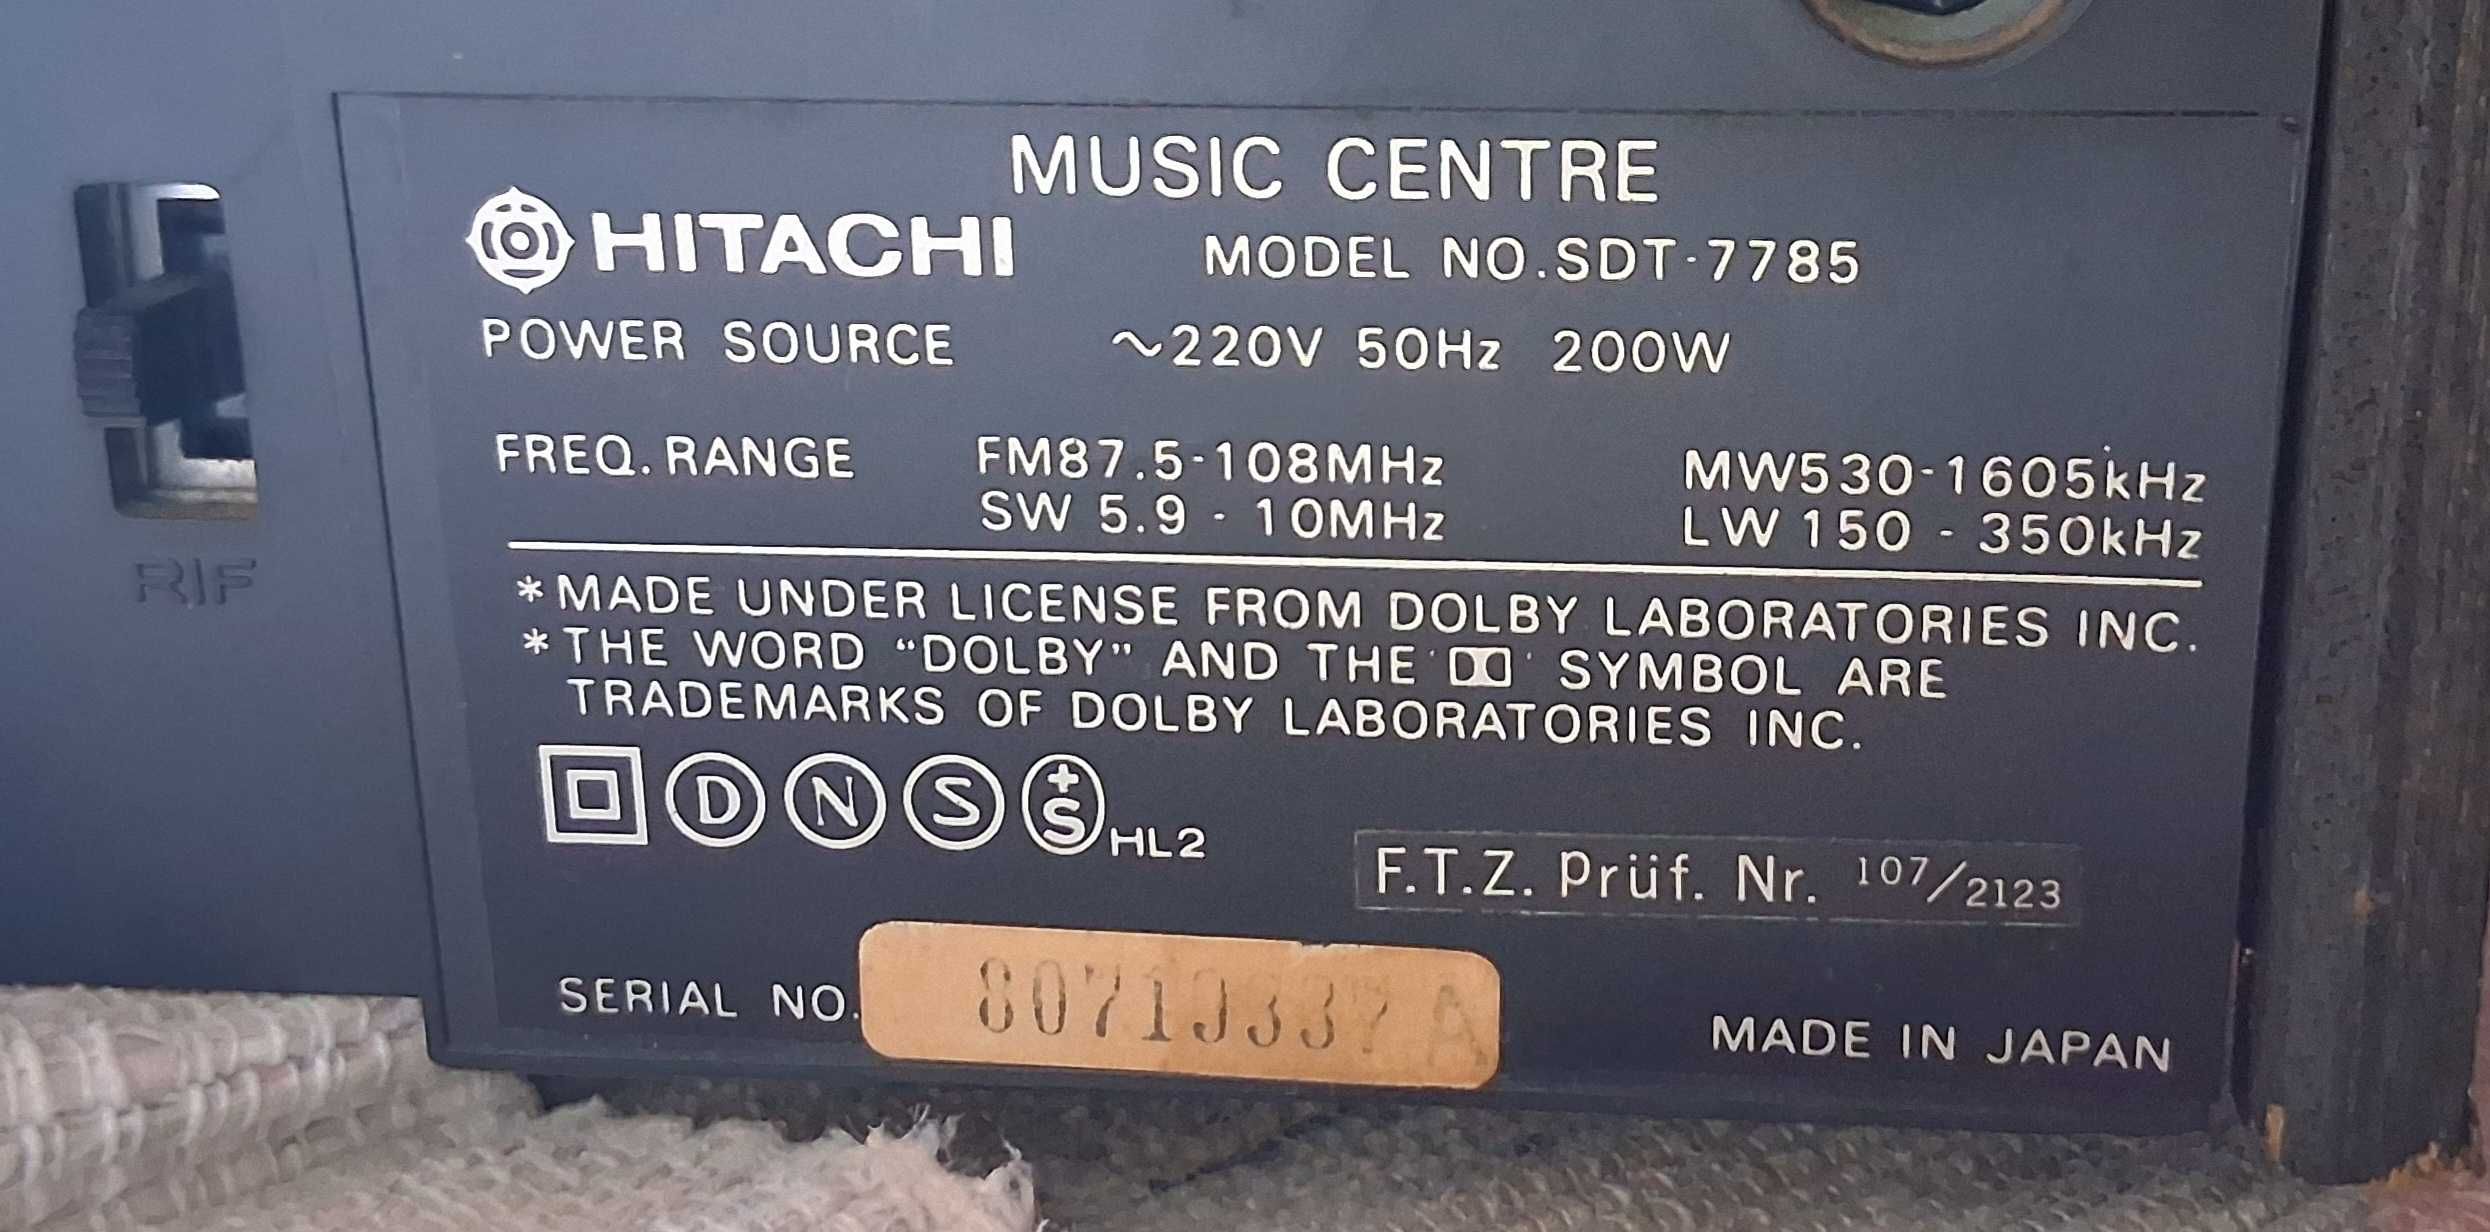 MUSIC CENTRE
HITACHI MODEL NO. SDT-7785
POWER SOURCE ~220V 50Hz 200W
FREQ. RANGE FM87.5-108MHz MW530-1605kHz
SW 5.9 - 10MHz LW 150 - 350kHz
*MADE UNDER LICENSE FROM DOLBY LABORATORIES INC.
*THE WORD “DOLBY” AND THE SYMBOL ARE
TRADEMARKS OF DOLBY LABORATORIES INC.
D N S +S HL2
F.T.Z. Prüf. Nr. 107/2123
SERIAL NO.
MADE IN JAPAN
RIF